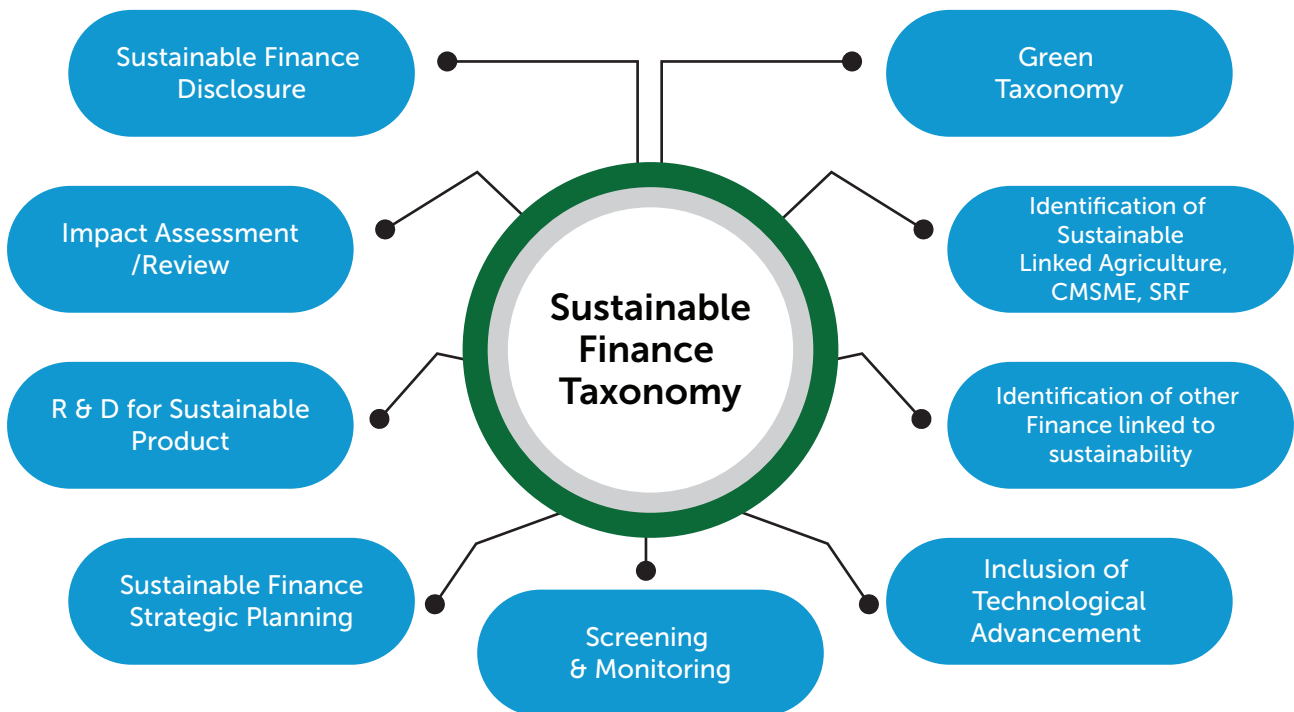 Sustainable Finance
Disclosure
Green
Taxonomy
Impact Assessment
/Review
Identification of
Sustainable
Linked Agriculture,
CMSME, SRF
Sustainable
Finance
Taxonomy
R & D for Sustainable
Product
Identification of other
Finance linked to
sustainability
Sustainable Finance
Strategic Planning
Screening
& Monitoring
Inclusion of
Technological
Advancement